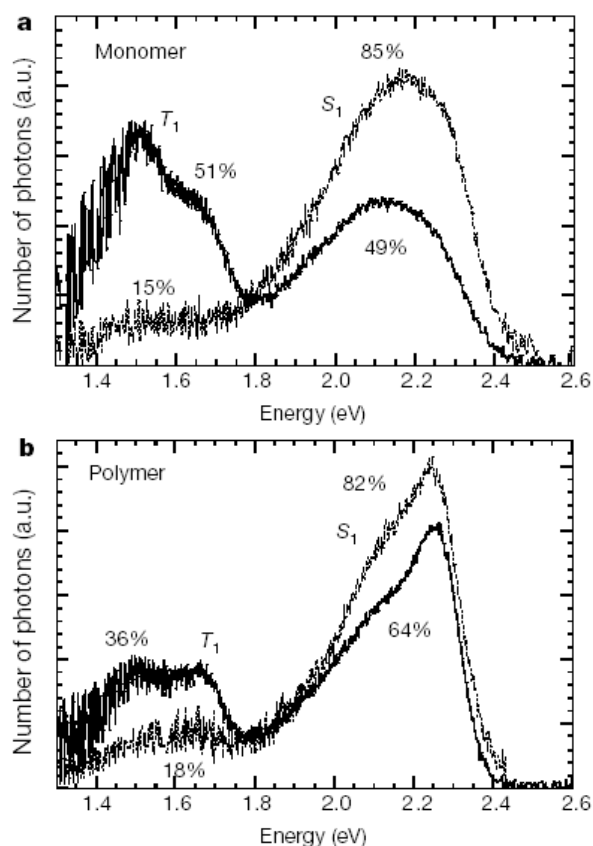 a
Monomer
85%
S1
T1
51%
49%
15%
Number of photons (a.u.)
1.4 1.6 1.8 2.0 2.2 2.4 2.6
Energy (eV)
b
Polymer
82%
S1
36%
T1
64%
18%
Number of photons (a.u.)
1.4 1.6 1.8 2.0 2.2 2.4 2.6
Energy (eV)